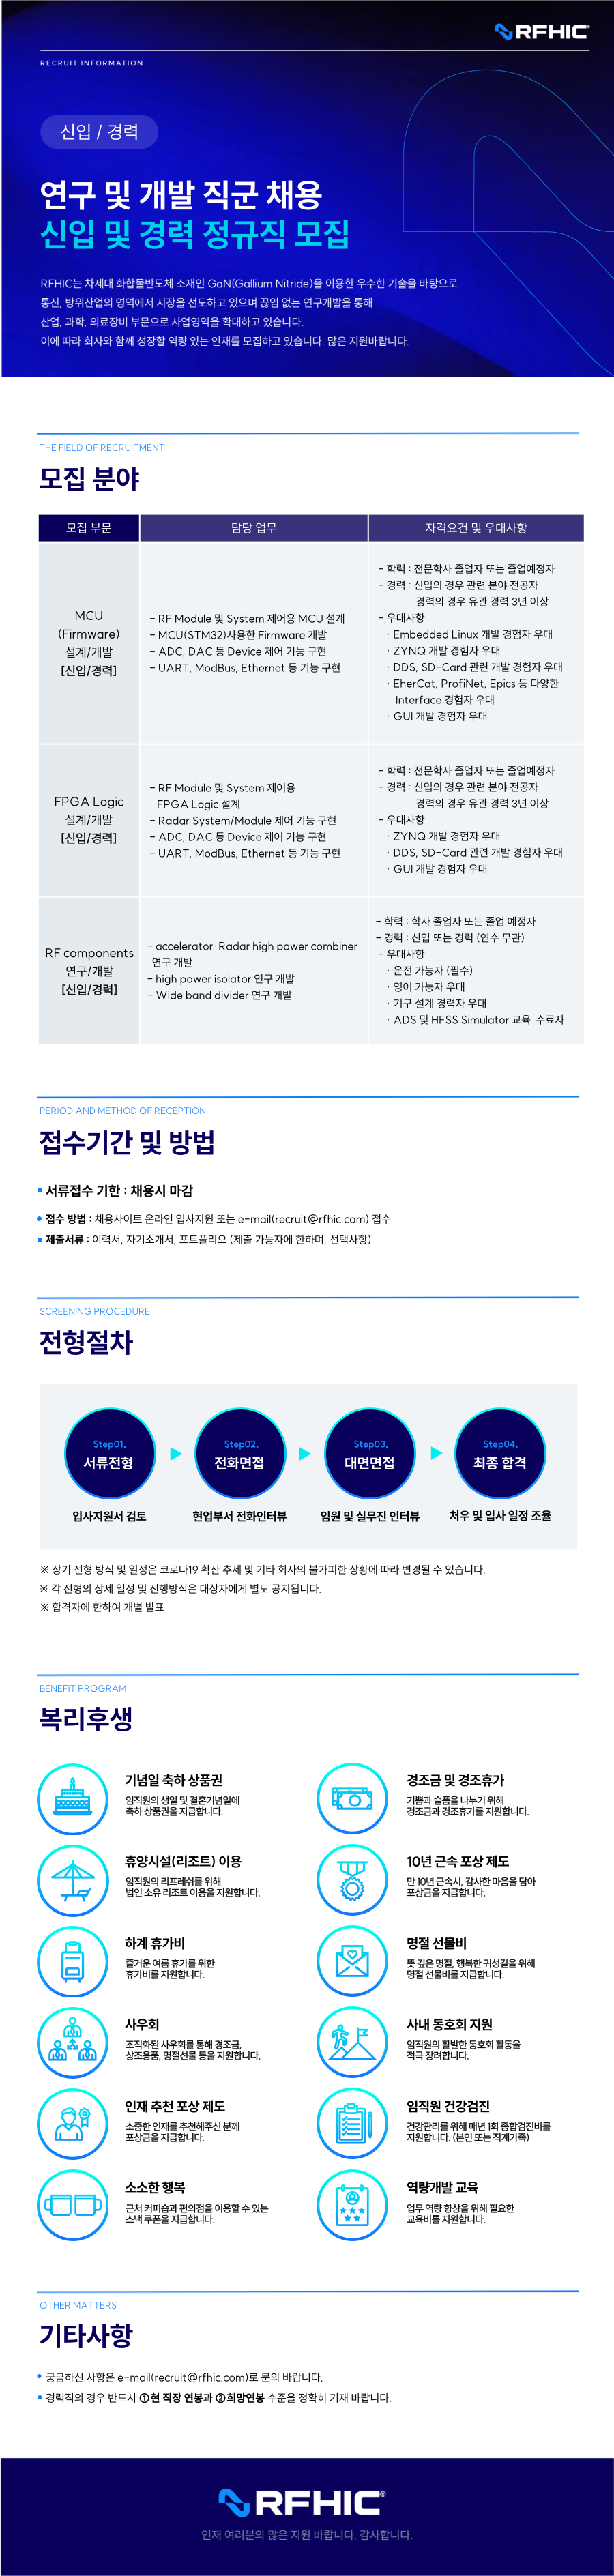 RFHIC
RECRUIT INFORMATION
신입 / 경력
연구 및 개발 직군 채용
신입 및 경력 정규직 모집
RFHIC는 차세대 화합물반도체 소재인 GaN(Gallium Nitride)을 이용한 우수한 기술을 바탕으로
통신, 방위산업의 영역에서 시장을 선도하고 있으며 끊임 없는 연구개발을 통해
산업, 과학, 의료장비 부문으로 사업영역을 확대하고 있습니다.
이에 따라 회사와 함께 성장할 역량 있는 인재를 모집하고 있습니다. 많은 지원바랍니다.
THE FIELD OF RECRUITMENT
모집 분야
모집 부문
담당 업무
자격요건 및 우대사항
MCU
(Firmware)
설계/개발
[신입/경력]
- RF Module 및 System 제어용 MCU 설계
- MCU(STM32)사용한 Firmware 개발
- ADC, DAC 등 Device 제어 기능 구현
- UART, ModBus, Ethernet 등 기능 구현
- 학력 : 전문학사 졸업자 또는 졸업예정자
- 경력 : 신입의 경우 관련 분야 전공자
경력의 경우 유관 경력 3년 이상
- 우대사항
· Embedded Linux 개발 경험자 우대
· ZYNQ 개발 경험자 우대
· DDS, SD-Card 관련 개발 경험자 우대
· EherCat, ProfiNet, Epics 등 다양한
Interface 경험자 우대
· GUI 개발 경험자 우대
FPGA Logic
설계/개발
[신입/경력]
- RF Module 및 System 제어용
FPGA Logic 설계
- Radar System/Module 제어 기능 구현
- ADC, DAC 등 Device 제어 기능 구현
- UART, ModBus, Ethernet 등 기능 구현
- 학력 : 전문학사 졸업자 또는 졸업예정자
- 경력 : 신입의 경우 관련 분야 전공자
경력의 경우 유관 경력 3년 이상
- 우대사항
· ZYNQ 개발 경험자 우대
· DDS, SD-Card 관련 개발 경험자 우대
· GUI 개발 경험자 우대
RF components
연구/개발
[신입/경력]
- accelerator·Radar high power combiner
연구 개발
- high power isolator 연구 개발
- Wide band divider 연구 개발
- 학력 : 학사 졸업자 또는 졸업 예정자
- 경력 : 신입 또는 경력 (연수 무관)
- 우대사항
· 운전 가능자 (필수)
· 영어 가능자 우대
· 기구 설계 경력자 우대
· ADS 및 HFSS Simulator 교육 수료자
PERIOD AND METHOD OF RECEPTION
접수기간 및 방법
• 서류접수 기한 : 채용시 마감
• 접수 방법 : 채용사이트 온라인 입사지원 또는 e-mail(recruit@rfhic.com) 접수
• 제출서류 : 이력서, 자기소개서, 포트폴리오 (제출 가능자에 한하며, 선택사항)
SCREENING PROCEDURE
전형절차
Step01.
서류전형
입사지원서 검토
Step02.
전화면접
현업부서 전화인터뷰
Step03.
대면면접
임원 및 실무진 인터뷰
Step04.
최종 합격
처우 및 입사 일정 조율
※ 상기 전형 방식 및 일정은 코로나19 확산 추세 및 기타 회사의 불가피한 상황에 따라 변경될 수 있습니다.
※ 각 전형의 상세 일정 및 진행방식은 대상자에게 별도 공지됩니다.
※ 합격자에 한하여 개별 발표
BENEFIT PROGRAM
복리후생
기념일 축하 상품권
임직원의 생일 및 결혼기념일에
축하 상품권을 지급합니다.
경조금 및 경조휴가
기쁨과 슬픔을 나누기 위해
경조금과 경조휴가를 지원합니다.
휴양시설(리조트) 이용
임직원의 리프레쉬를 위해
법인 소유 리조트 이용을 지원합니다.
10년 근속 포상 제도
만 10년 근속시, 감사한 마음을 담아
포상금을 지급합니다.
하계 휴가비
즐거운 여름 휴가를 위한
휴가비를 지원합니다.
명절 선물비
뜻 깊은 명절, 행복한 귀성길을 위해
명절 선물비를 지급합니다.
사우회
조직화된 사우회를 통해 경조금,
상조용품, 명절선물 등을 지원합니다.
사내 동호회 지원
임직원의 활발한 동호회 활동을
적극 장려합니다.
인재 추천 포상 제도
소중한 인재를 추천해주신 분께
포상금을 지급합니다.
임직원 건강검진
건강관리를 위해 매년 1회 종합검진비를
지원합니다. (본인 또는 직계가족)
소소한 행복
근처 커피숍과 편의점을 이용할 수 있는
스낵 쿠폰을 지급합니다.
역량개발 교육
업무 역량 향상을 위해 필요한
교육비를 지원합니다.
OTHER MATTERS
기타사항
• 궁금하신 사항은 e-mail(recruit@rfhic.com)로 문의 바랍니다.
• 경력직의 경우 반드시 ①현 직장 연봉과 ②희망연봉 수준을 정확히 기재 바랍니다.
RFHIC®
인재 여러분의 많은 지원 바랍니다. 감사합니다.